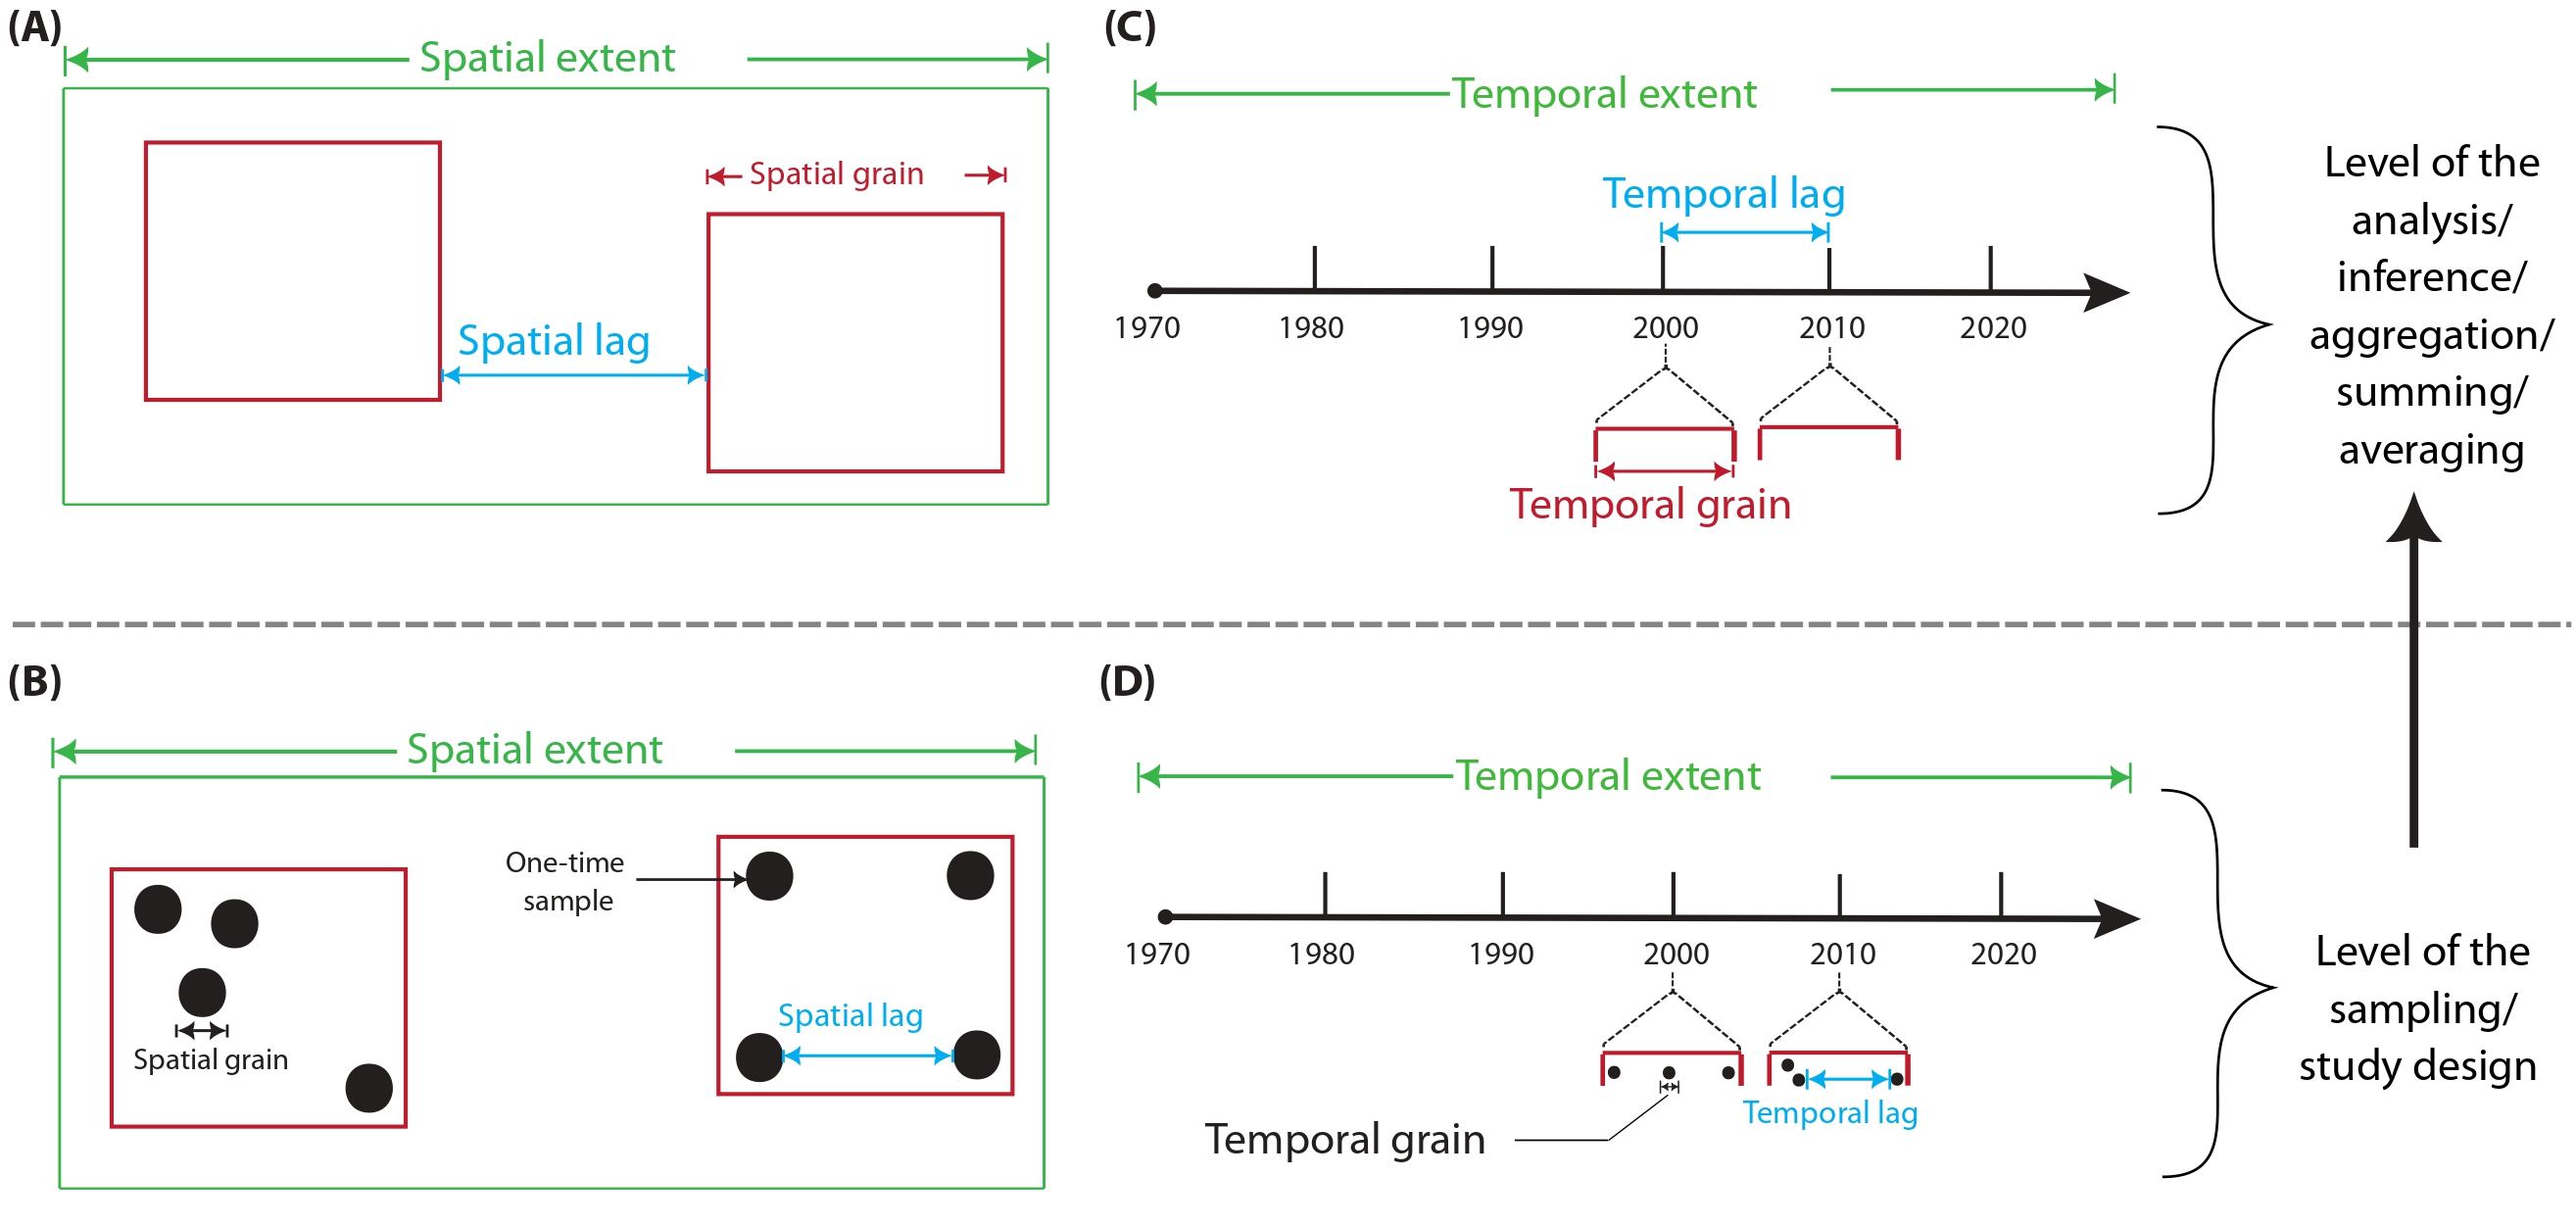 (A)
Spatial extent
Spatial grain
Spatial lag
(C)
Temporal extent
Temporal lag
1970 1980 1990 2000 2010 2020
Temporal grain
Level of the
analysis/
inference/
aggregation/
summing/
averaging
(B)
Spatial extent
One-time
sample
Spatial lag
Spatial grain
(D)
Temporal extent
1970 1980 1990 2000 2010 2020
Temporal lag
Temporal grain
Level of the
sampling/
study design